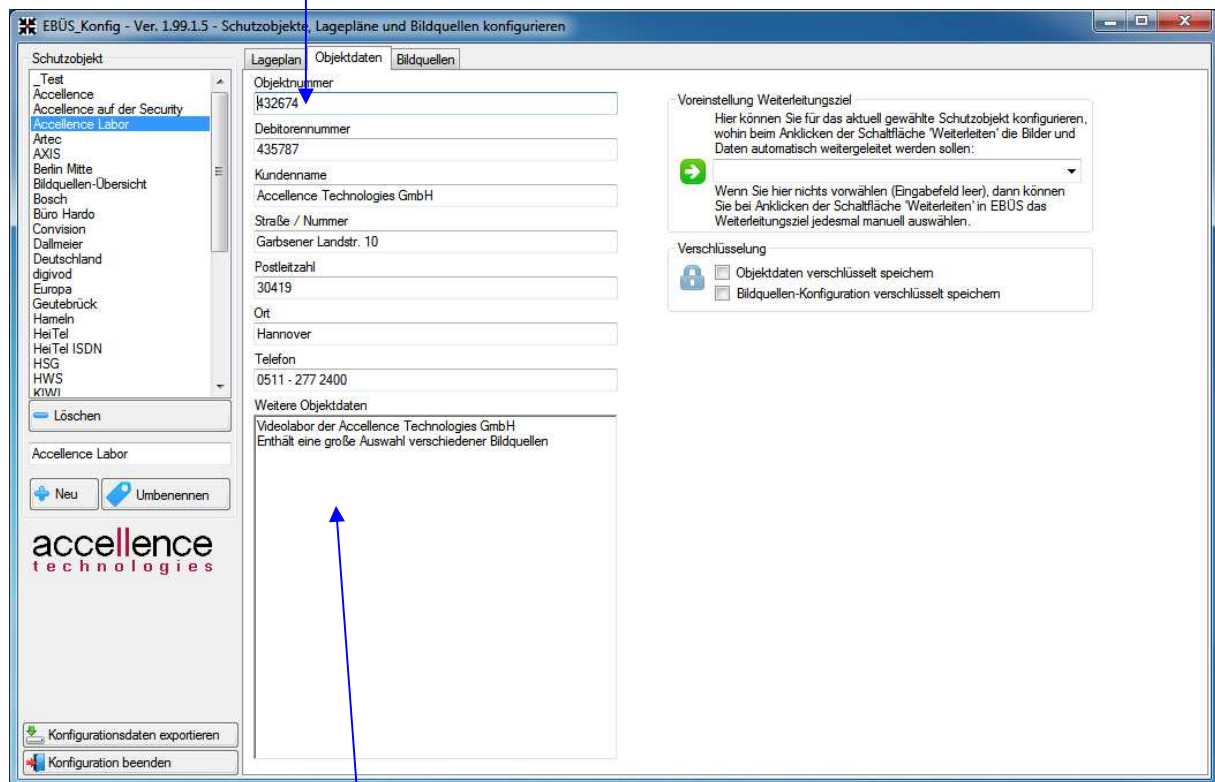 EBÜS_Konfig - Ver. 1.99.1.5 - Schutzobjekte, Lagepläne und Bildquellen konfigurieren
Schutzobjekt
_Test
Accellence
Accellence auf der Security
Accellence Labor
Artec
AXIS
Berlin Mitte
Bildquellen-Übersicht
Bosch
Büro Hardo
Convision
Dallmeier
Deutschland
digivod
Europa
Geutebrück
Hameln
HeiTel
HeiTel ISDN
HSG
HWS
KIWI
Löschen
Accellence Labor
Neu
Umbenennen
accellence
technologies
Konfigurationsdaten exportieren
Konfiguration beenden
Lageplan
Objektdaten
Bildquellen
Objektnummer
432674
Debitorennummer
435787
Kundenname
Accellence Technologies GmbH
Straße / Nummer
Garbsener Landstr. 10
Postleitzahl
30419
Ort
Hannover
Telefon
0511 - 277 2400
Weitere Objektdaten
Videolabor der Accellence Technologies GmbH
Enthält eine große Auswahl verschiedener Bildquellen
Voreinstellung Weiterleitungsziel
Hier können Sie für das aktuell gewählte Schutzobjekt konfigurieren,
wohin beim Anklicken der Schaltfläche 'Weiterleiten' die Bilder und
Daten automatisch weitergeleitet werden sollen:
Wenn Sie hier nichts vorwählen (Eingabefeld leer), dann können
Sie bei Anklicken der Schaltfläche 'Weiterleiten' in EBÜS das
Weiterleitungsziel jedesmal manuell auswählen.
Verschlüsselung
Objektdaten verschlüsselt speichern
Bildquellen-Konfiguration verschlüsselt speichern